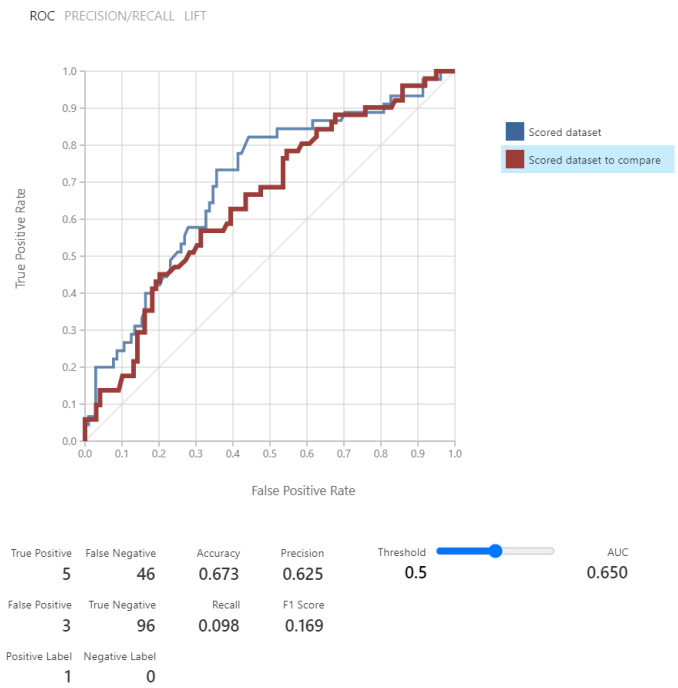 ROC PRECISION/RECALL LIFT
1.0
0.9
0.8
0.7
0.6
0.5
0.4
0.3
0.2
0.1
0.0
True Positive Rate
0.0 0.1 0.2 0.3 0.4 0.5 0.6 0.7 0.8 0.9 1.0
False Positive Rate
Scored dataset
Scored dataset to compare
True Positive False Negative Accuracy Precision Threshold AUC
5 46 0.673 0.625 0.5 0.650
False Positive True Negative Recall F1 Score
3 96 0.098 0.169
Positive Label Negative Label
1 0